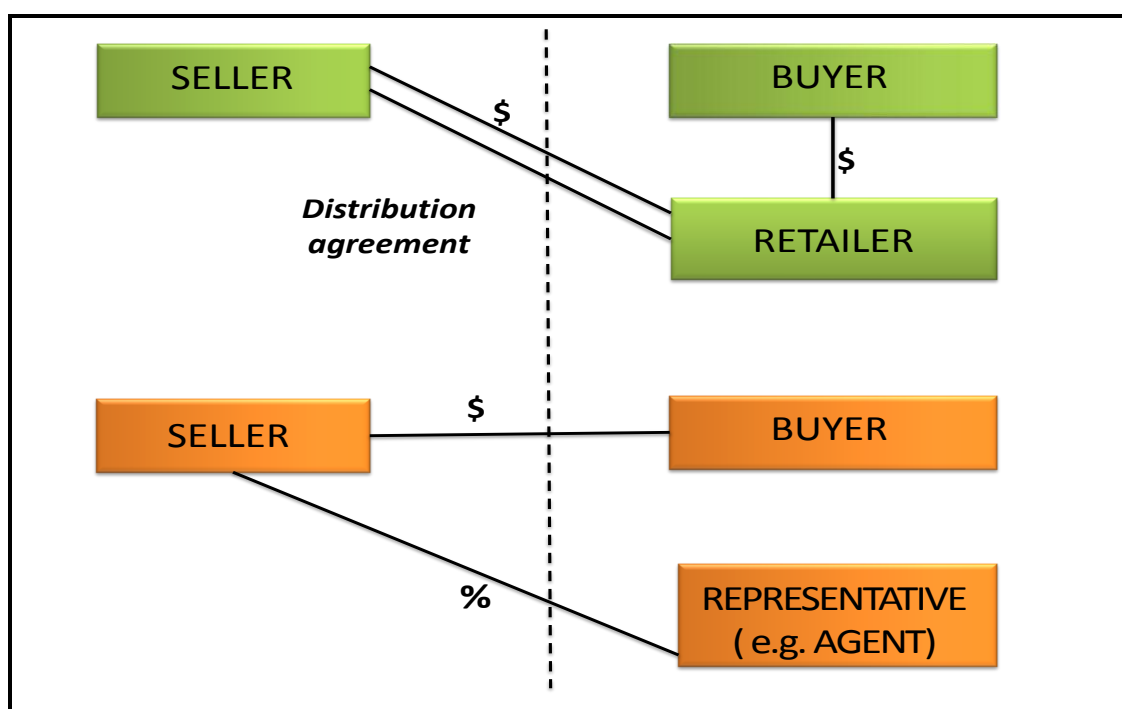 SELLER
BUYER
$
$
Distribution
agreement
RETAILER
$
SELLER
BUYER
%
REPRESENTATIVE
( e.g. AGENT)